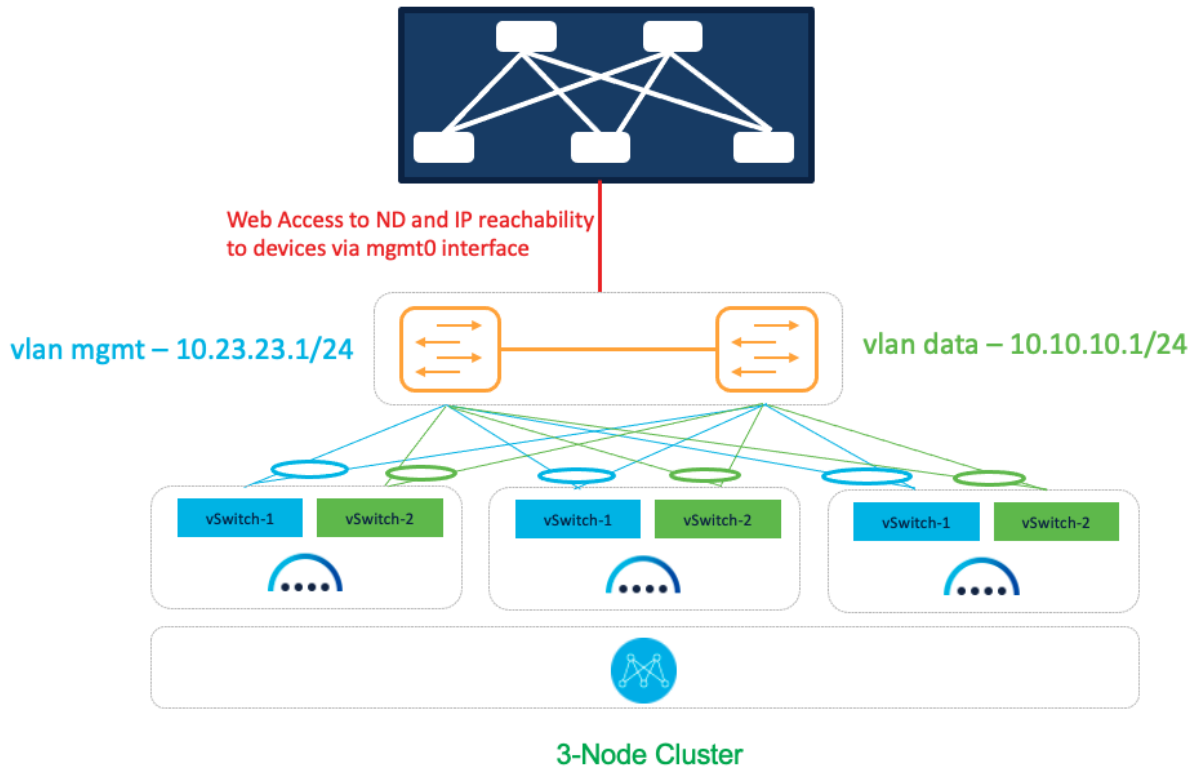 Web Access to ND and IP reachability
to devices via mgmt0 interface
vlan mgmt – 10.23.23.1/24
vlan data – 10.10.10.1/24
vSwitch-1
vSwitch-2
vSwitch-1
vSwitch-2
vSwitch-1
vSwitch-2
3-Node Cluster